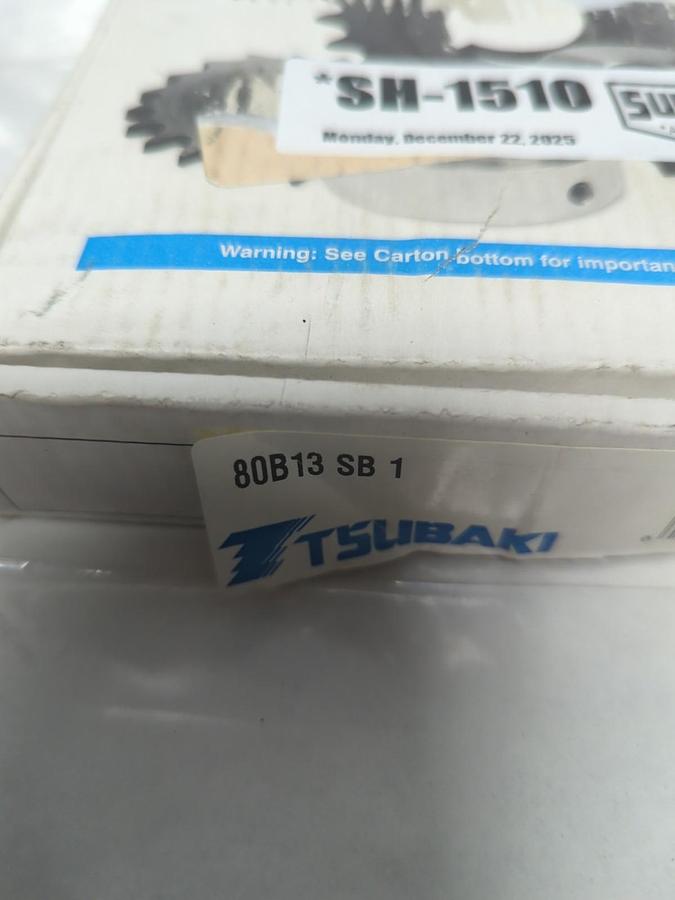 *SH-1510
Monday, December 22, 2025
Warning: See Carton bottom for importan
80B13 SB 1
TSUBAKI